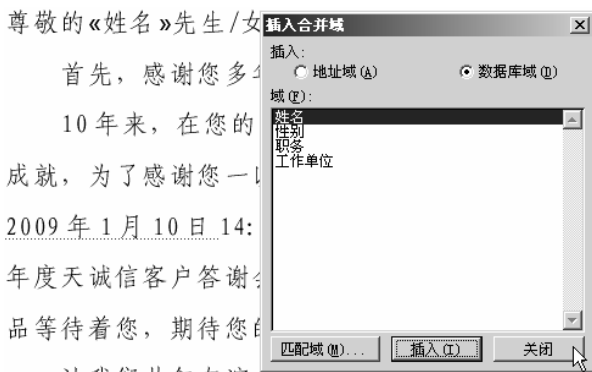 尊敬的«姓名»先生/女
首先，感谢您多年
10年来，在您的
成就，为了感谢您一以
2009年1月10日14:
年度天诚信客户答谢会
品等待着您，期待您的
插入合并域
插入:
地址域(A)
数据库域(D)
域(F):
姓名
性别
职务
工作单位
匹配域(M)...
插入(I)
关闭